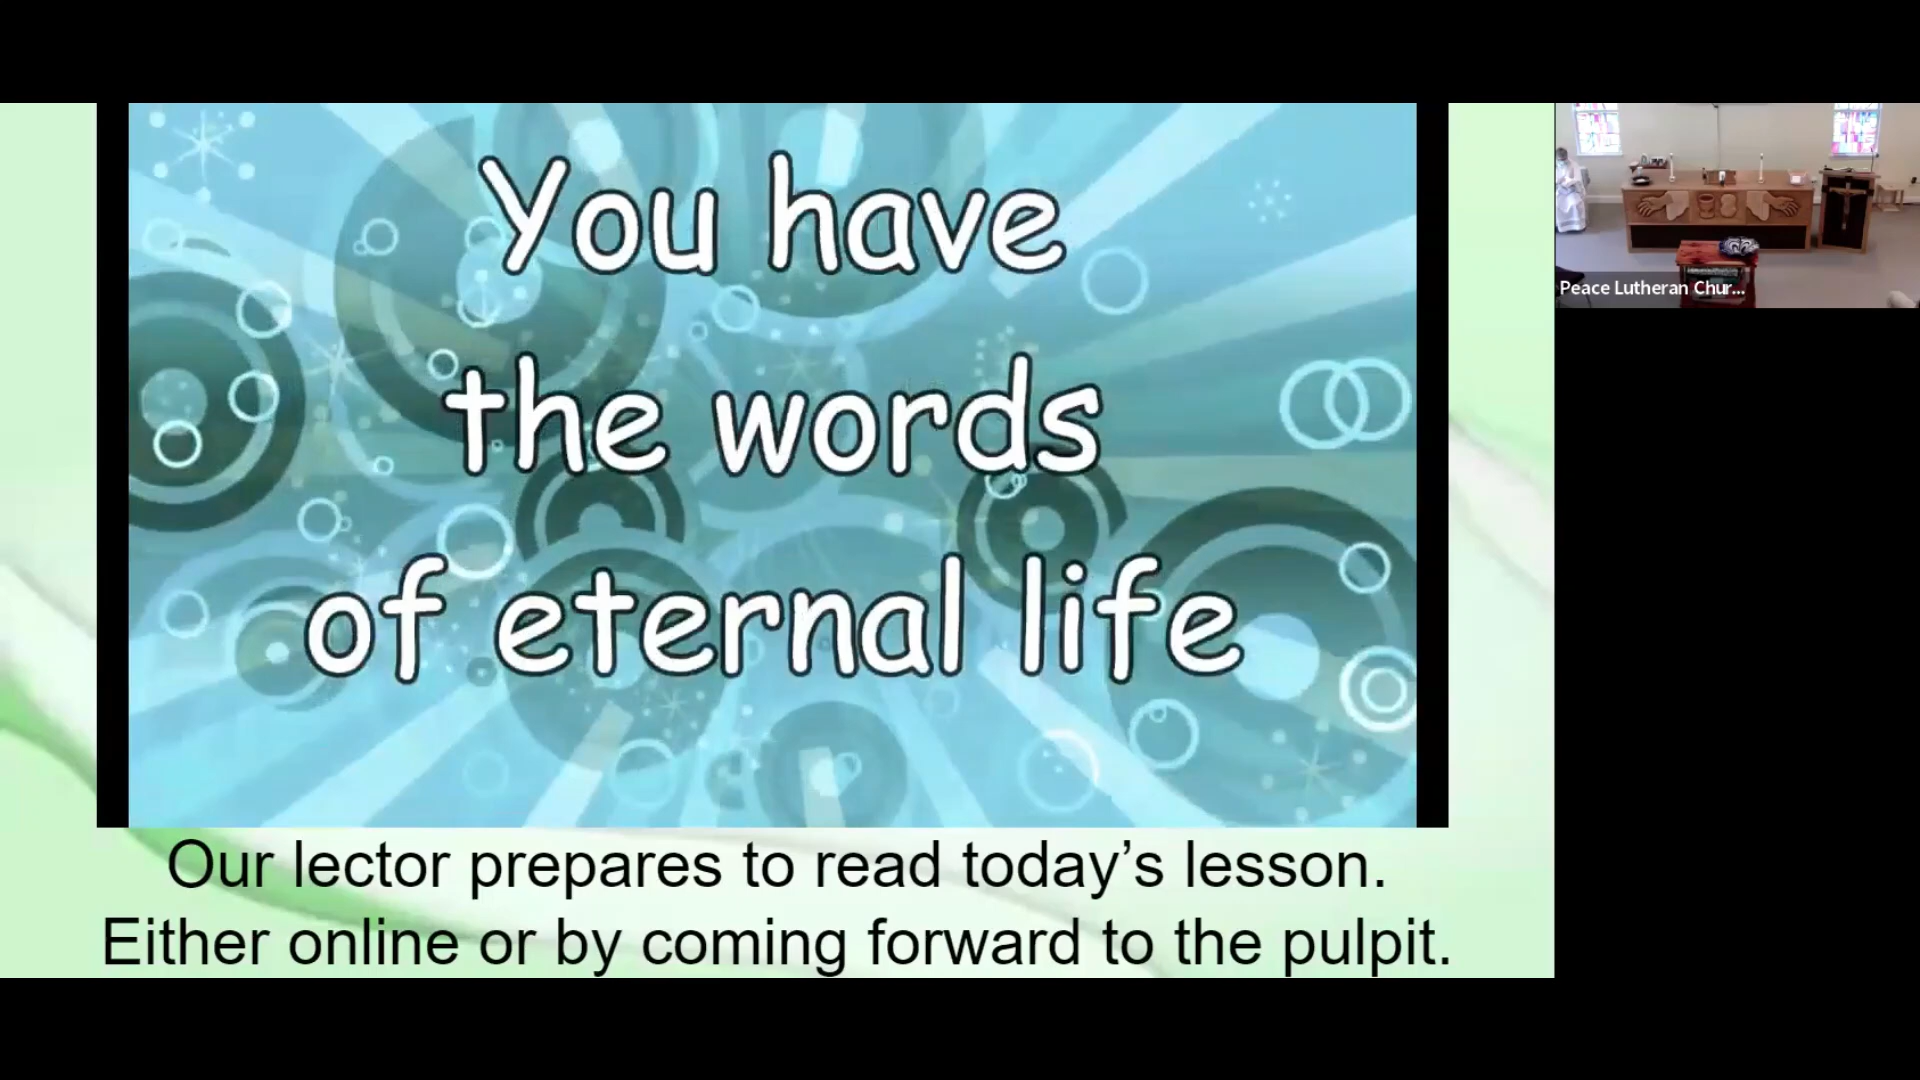 You have
the words
of eternal life
Our lector prepares to read today’s lesson.
Either online or by coming forward to the pulpit.
Peace Lutheran Chur...